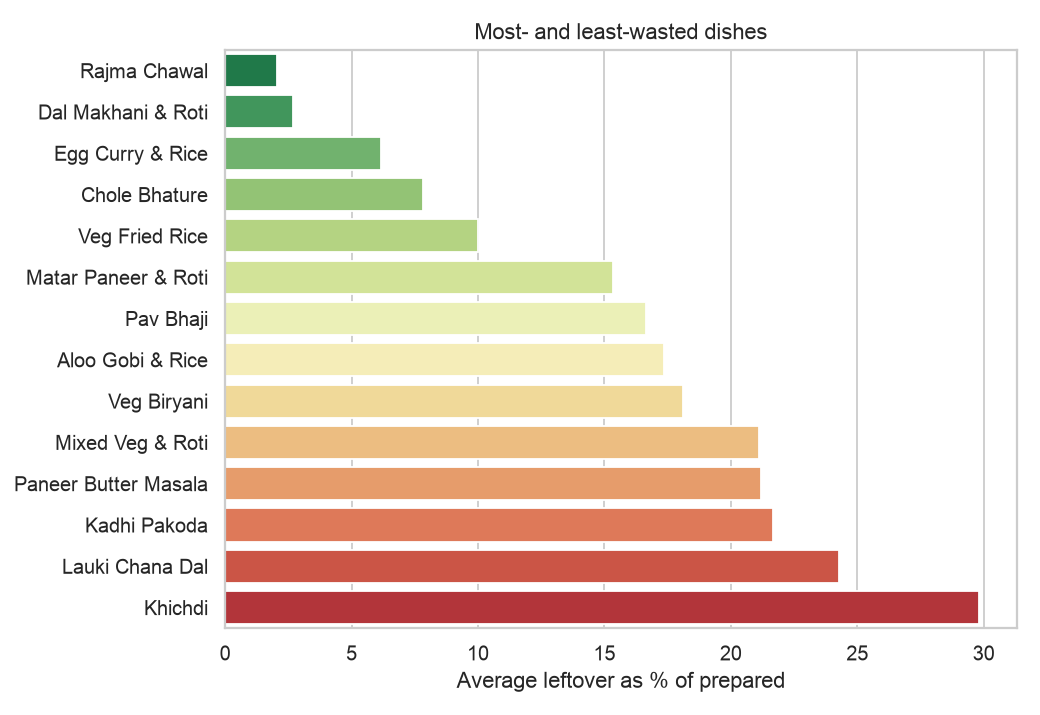 Most- and least-wasted dishes
Rajma Chawal
Dal Makhani & Roti
Egg Curry & Rice
Chole Bhature
Veg Fried Rice
Matar Paneer & Roti
Pav Bhaji
Aloo Gobi & Rice
Veg Biryani
Mixed Veg & Roti
Paneer Butter Masala
Kadhi Pakoda
Lauki Chana Dal
Khichdi
0 5 10 15 20 25 30
Average leftover as % of prepared